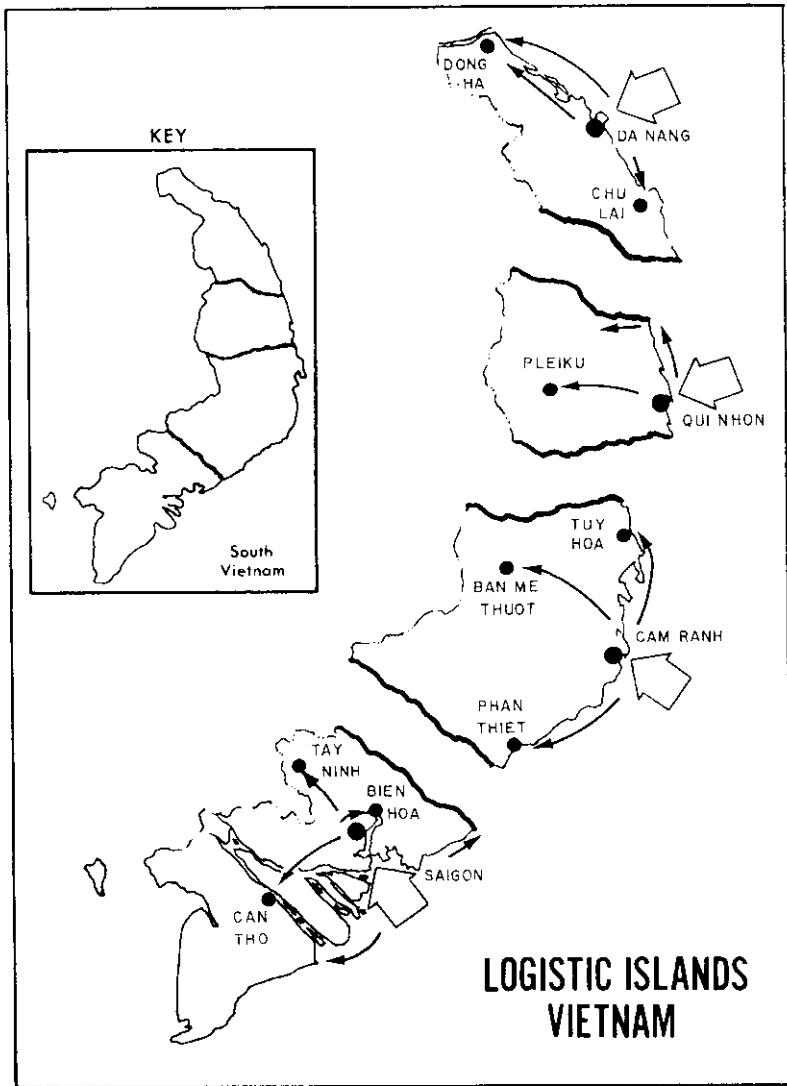 DONG
HA
DA NANG
CHU
LAI
KEY
South
Vietnam
PLEIKU
QUI NHON
TUY
HOA
BAN ME
THUOT
CAM RANH
PHAN
THIET
TAY
NINH
BIEN
HOA
SAIGON
CAN
THO
LOGISTIC ISLANDS
VIETNAM